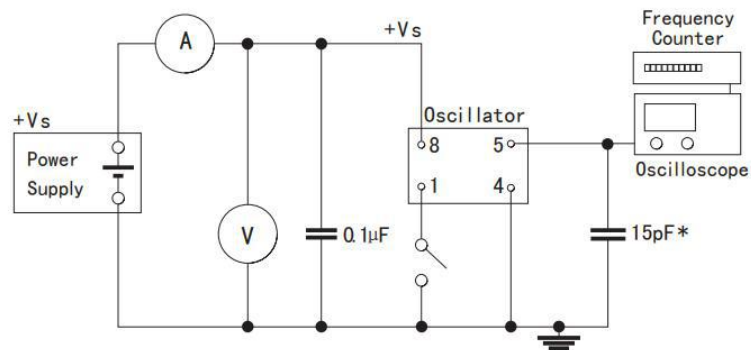 Frequency
Counter
A
+Vs
Oscillator
+Vs
8 5
Power
Supply
1 4
Oscilloscope
V
0.1μF
15pF*